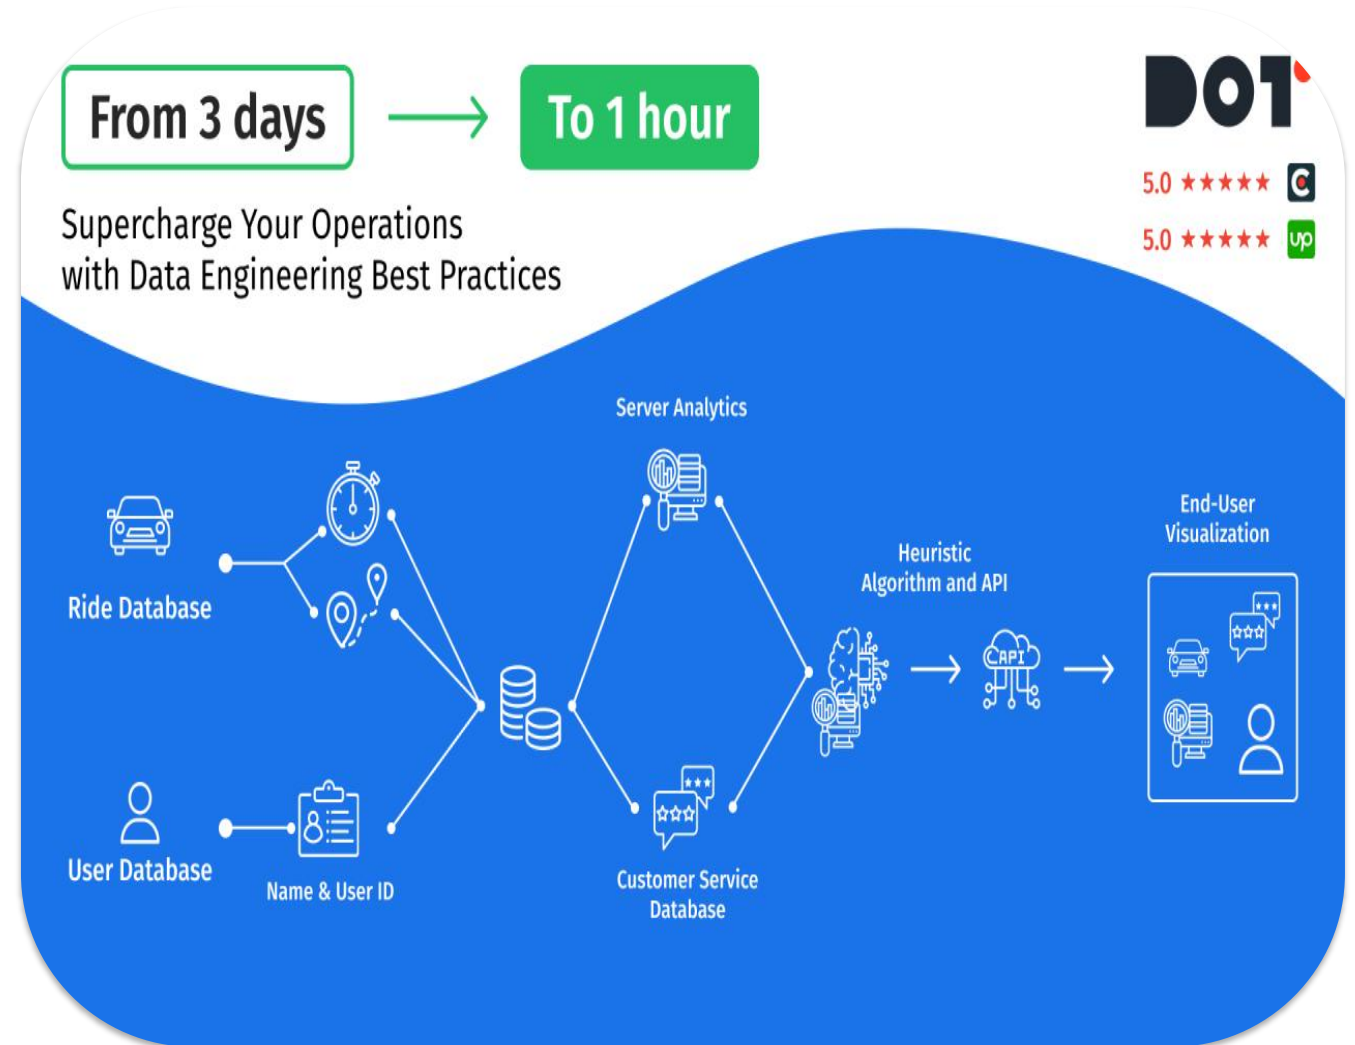 From 3 days
To 1 hour
DOT
5.0
5.0
up
Supercharge Your Operations
with Data Engineering Best Practices
Server Analytics
End-User
Visualization
Heuristic
Algorithm and API
Ride Database
API
User Database
Name & User ID
Customer Service
Database